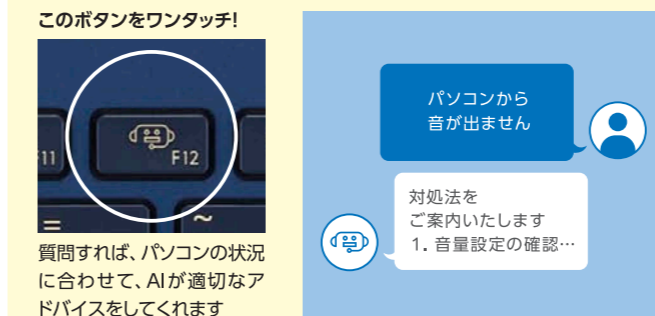 このボタンをワンタッチ!
F11
F12
=
~
質問すれば、パソコンの状況
に合わせて、AIが適切なア
ドバイスをしてくれます
パソコンから
音が出ません
対処法を
ご案内いたします
1. 音量設定の確認…